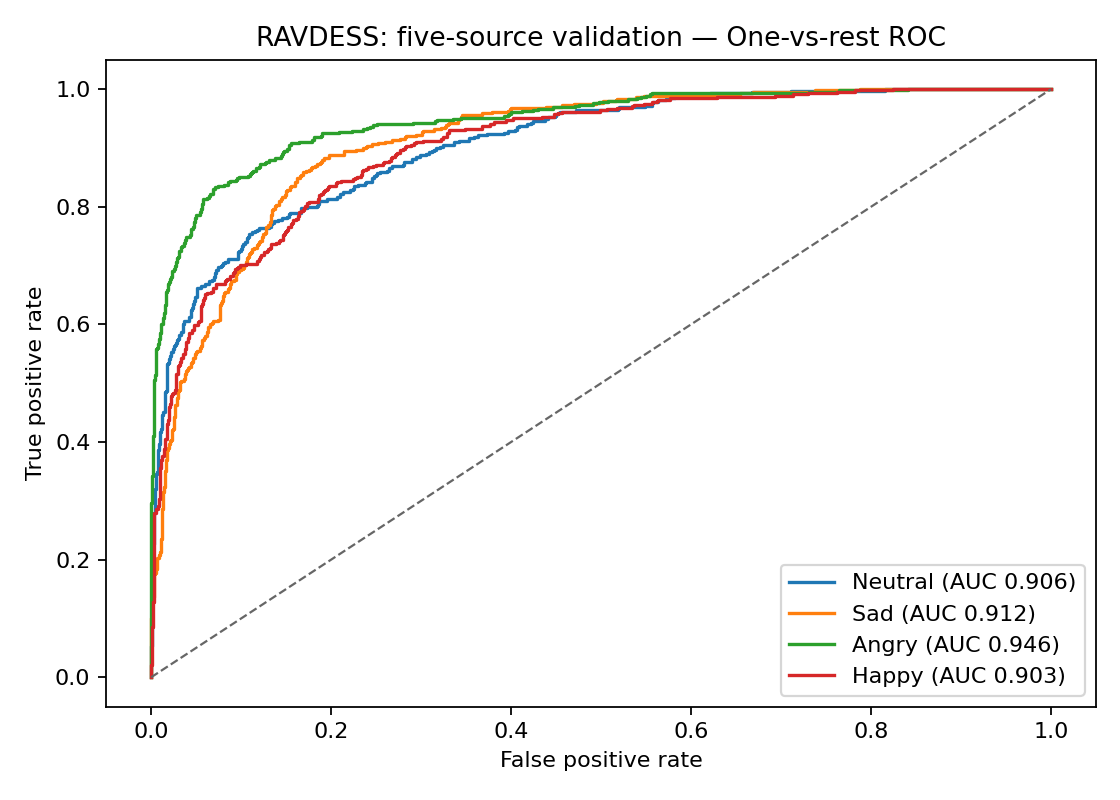 RAVDESS: five-source validation — One-vs-rest ROC
True positive rate
1.0
0.8
0.6
0.4
0.2
0.0
Neutral (AUC 0.906)
Sad (AUC 0.912)
Angry (AUC 0.946)
Happy (AUC 0.903)
0.0 0.2 0.4 0.6 0.8 1.0
False positive rate